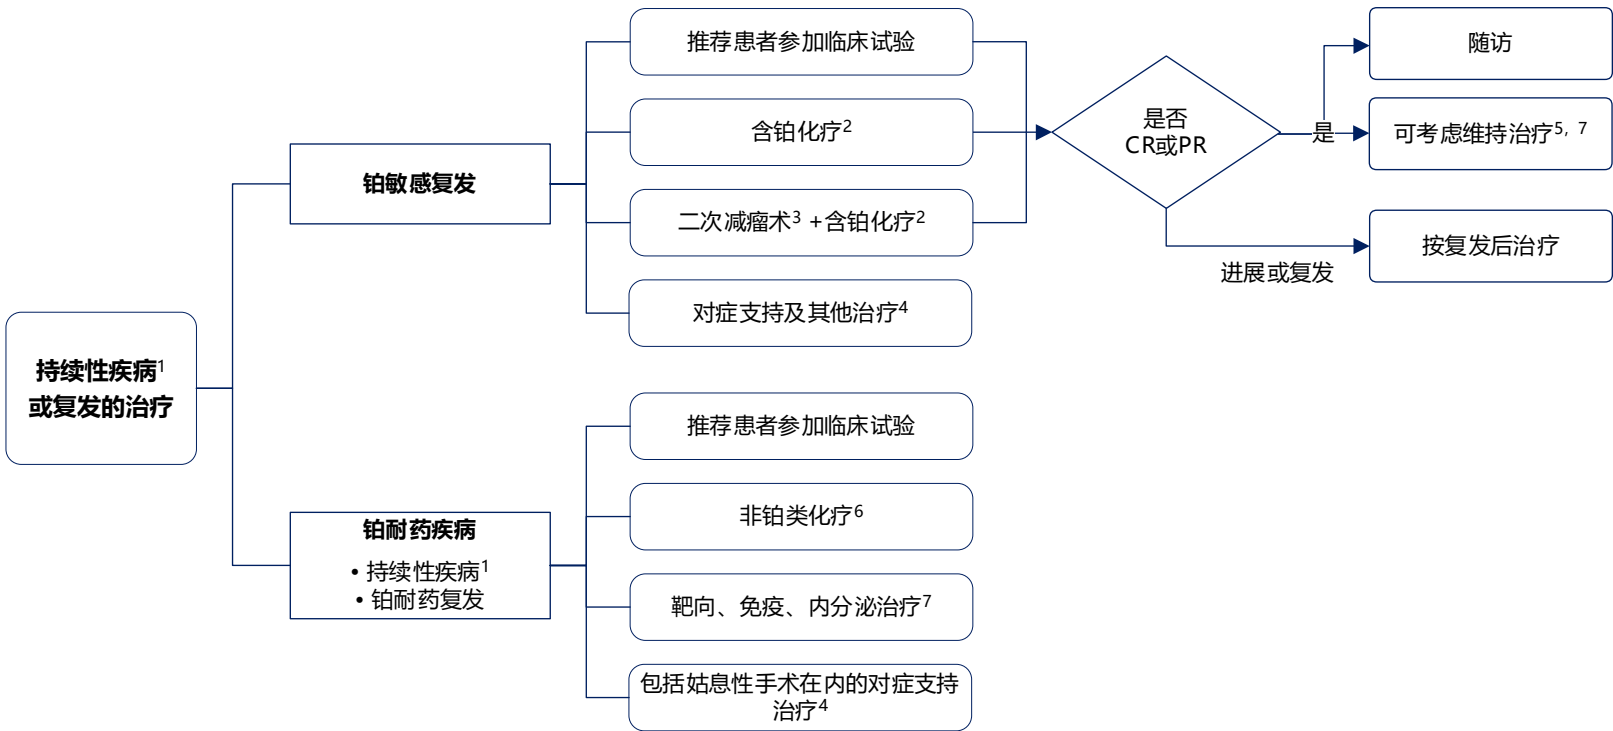 持续性疾病1
或复发的治疗
铂敏感复发
推荐患者参加临床试验
含铂化疗2
二次减瘤术3 +含铂化疗2
对症支持及其他治疗4
是否
CR或PR
是
随访
可考虑维持治疗5, 7
进展或复发
按复发后治疗
铂耐药疾病
• 持续性疾病1
• 铂耐药复发
推荐患者参加临床试验
非铂类化疗6
靶向、免疫、内分泌治疗7
包括姑息性手术在内的对症支持
治疗4